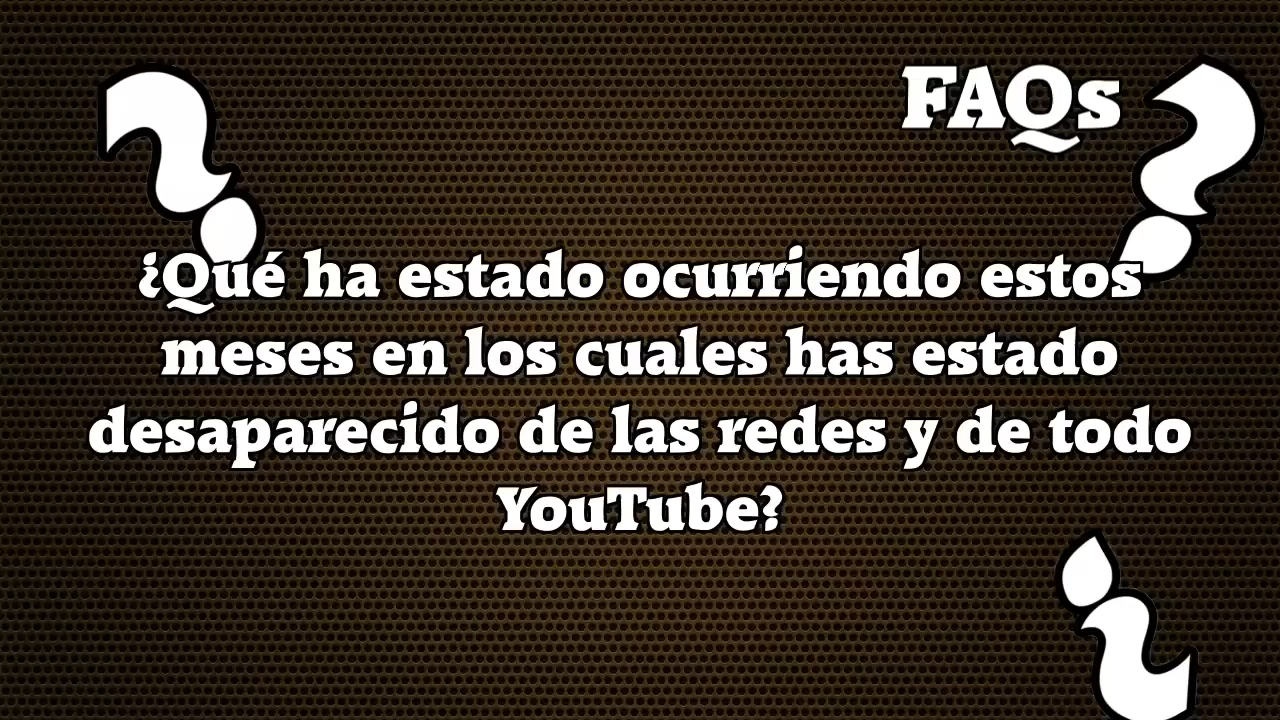 FAQs
¿Qué ha estado ocurriendo estos
meses en los cuales has estado
desaparecido de las redes y de todo
YouTube?